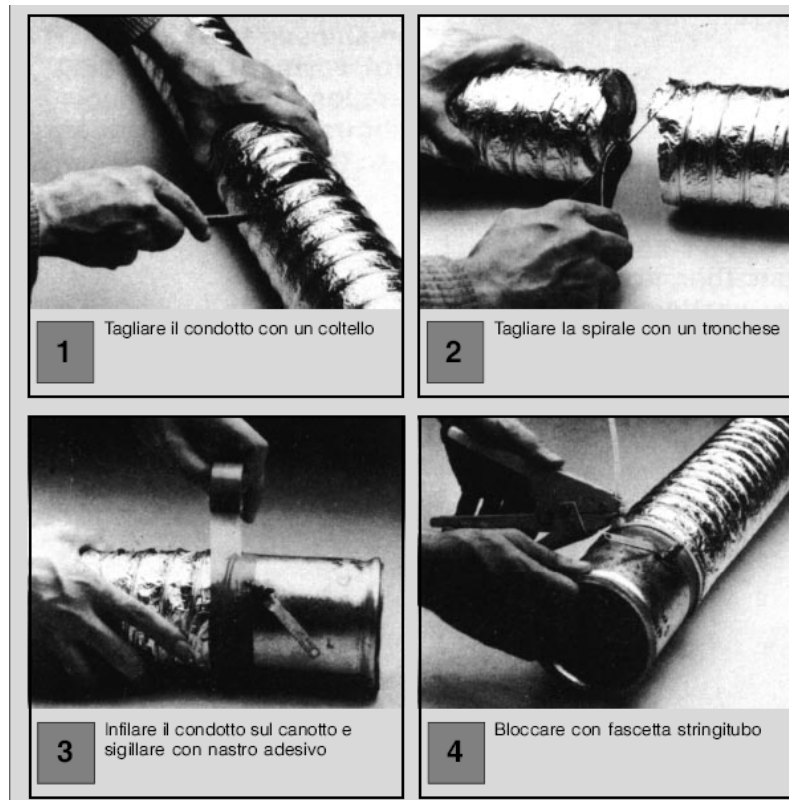 1
Tagliare il condotto con un coltello
2
Tagliare la spirale con un tronchese
3
Infilare il condotto sul canotto e
sigillare con nastro adesivo
4
Bloccare con fascetta stringitubo